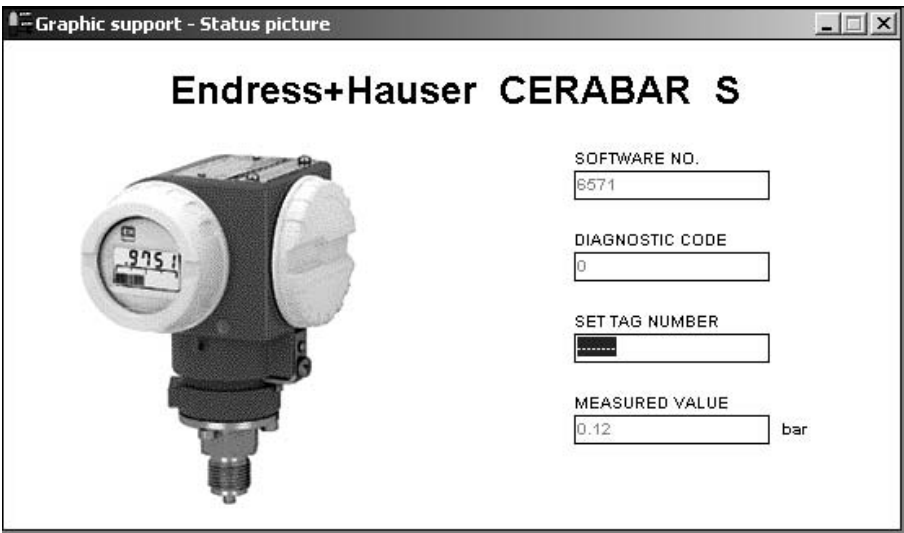 Graphic support - Status picture
Endress+Hauser CERABAR S
SOFTWARE NO.
6571
DIAGNOSTIC CODE
0
SET TAG NUMBER
--------
MEASURED VALUE
0.12 bar
.9751